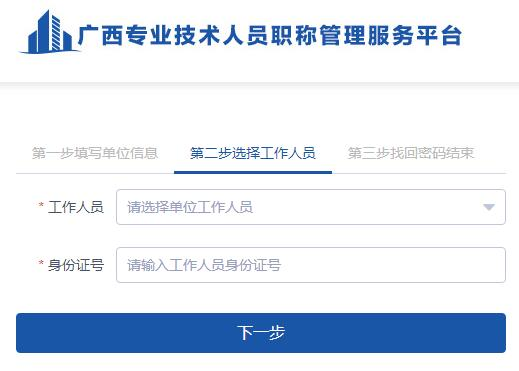 广西专业技术人员职称管理服务平台
第一步填写单位信息 第二步选择工作人员 第三步找回密码结束
* 工作人员 请选择单位工作人员
* 身份证号 请输入工作人员身份证号
下一步